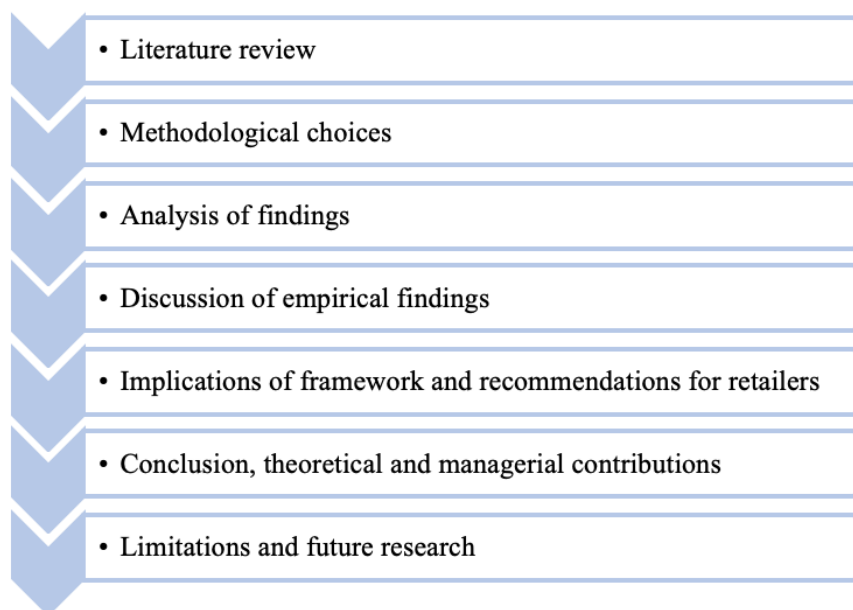 • Literature review
• Methodological choices
• Analysis of findings
• Discussion of empirical findings
• Implications of framework and recommendations for retailers
• Conclusion, theoretical and managerial contributions
• Limitations and future research